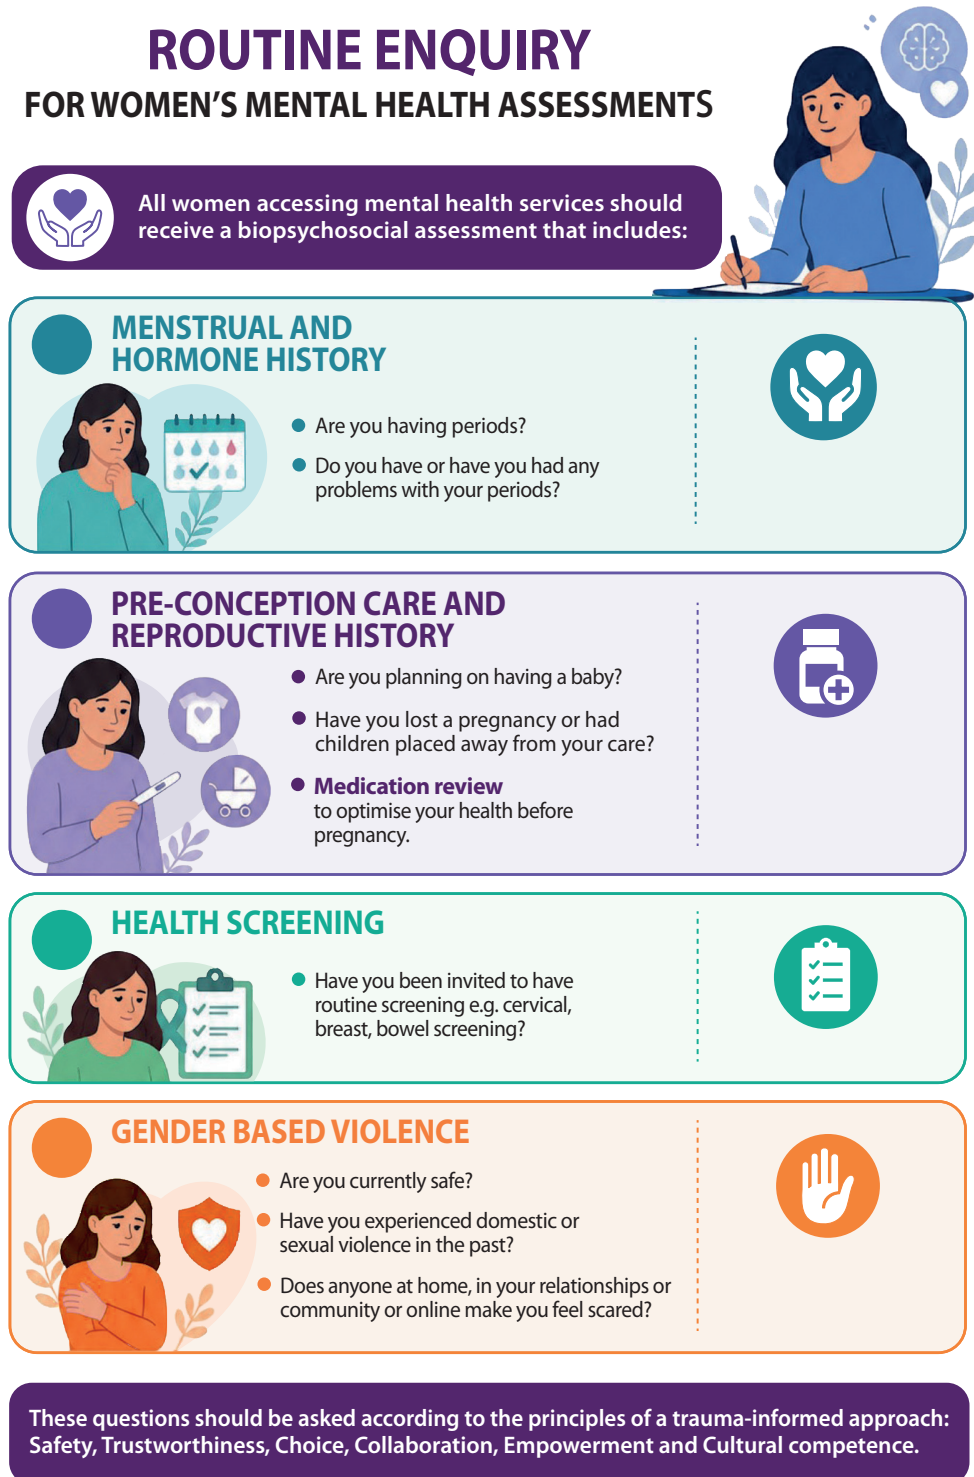 ROUTINE ENQUIRY
FOR WOMEN'S MENTAL HEALTH ASSESSMENTS
All women accessing mental health services should
receive a biopsychosocial assessment that includes:
MENSTRUAL AND
HORMONE HISTORY
Are you having periods?
Do you have or have you had any
problems with your periods?
PRE-CONCEPTION CARE AND
REPRODUCTIVE HISTORY
Are you planning on having a baby?
Have you lost a pregnancy or had
children placed away from your care?
Medication review
to optimise your health before
pregnancy.
HEALTH SCREENING
Have you been invited to have
routine screening e.g. cervical,
breast, bowel screening?
GENDER BASED VIOLENCE
Are you currently safe?
Have you experienced domestic or
sexual violence in the past?
Does anyone at home, in your relationships or
community or online make you feel scared?
These questions should be asked according to the principles of a trauma-informed approach:
Safety, Trustworthiness, Choice, Collaboration, Empowerment and Cultural competence.